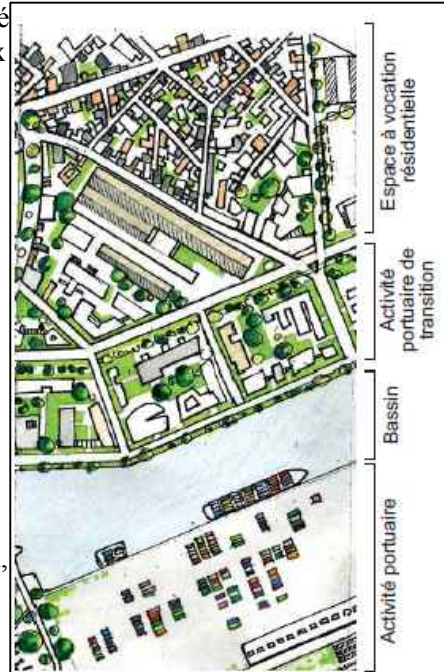 é
x
Espace à vocation
résidentielle
Activité
portuaire de
transition
Bassin
Activité portuaire
,